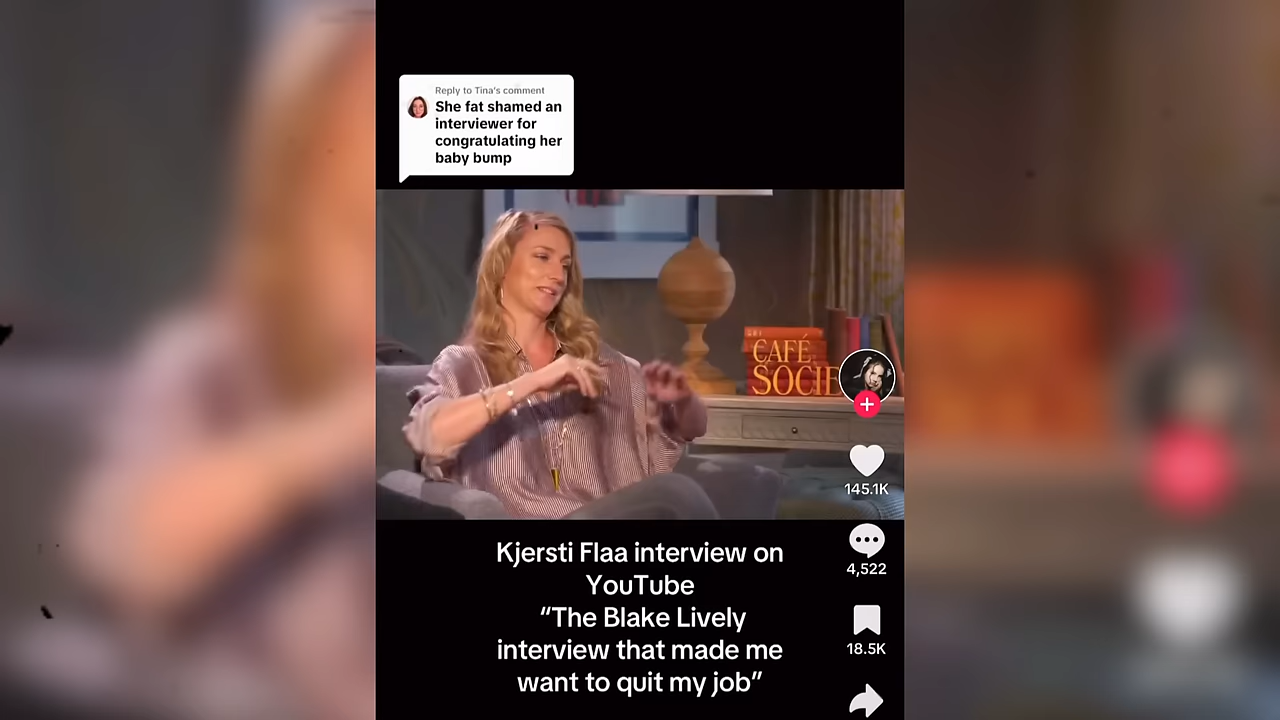 Reply to Tina's comment
She fat shamed an
interviewer for
congratulating her
baby bump
CAFÉ
SOCIE
145.1K
4,522
18.5K
Kjersti Flaa interview on
YouTube
“The Blake Lively
interview that made me
want to quit my job”